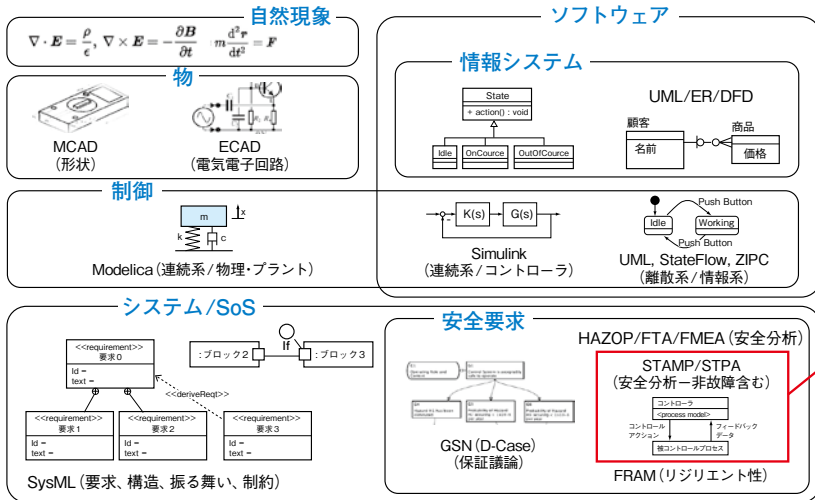 自然現象
∇·E = ρ/ϵ, ∇×E = −∂B/∂t m d²r/dt² = F
物
MCAD
(形状)
ECAD
(電気電子回路)
ソフトウェア
情報システム
State
+ action() : void
Idle
OnCource
OutOfCource
UML/ER/DFD
顧客
名前
商品
価格
制御
m
x
k
c
Modelica(連続系/物理・プラント)
K(s)
G(s)
Simulink
(連続系/コントローラ)
Push Button
Idle
Working
Push Button
UML, StateFlow, ZIPC
(離散系/情報系)
システム/SoS
<<requirement>>
要求0
Id =
text =
If
:ブロック2
:ブロック3
<<deriveReqt>>
<<requirement>>
要求1
Id =
text =
<<requirement>>
要求2
Id =
text =
<<requirement>>
要求3
Id =
text =
SysML(要求、構造、振る舞い、制約)
安全要求
HAZOP/FTA/FMEA(安全分析)
GSN(D-Case)
(保証議論)
STAMP/STPA
(安全分析−非故障含む)
コントローラ
<process model>
コントロール
アクション
フィードバック
データ
被コントロールプロセス
FRAM(リジリエント性)